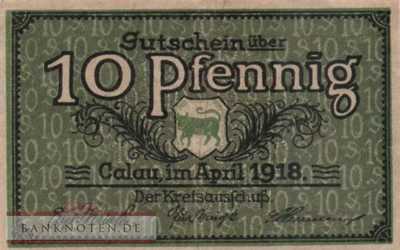 Gutschein über
10 Pfennig
Calau, im April 1918.
Der Kreisausschuß.
BANKNOTEN.DE